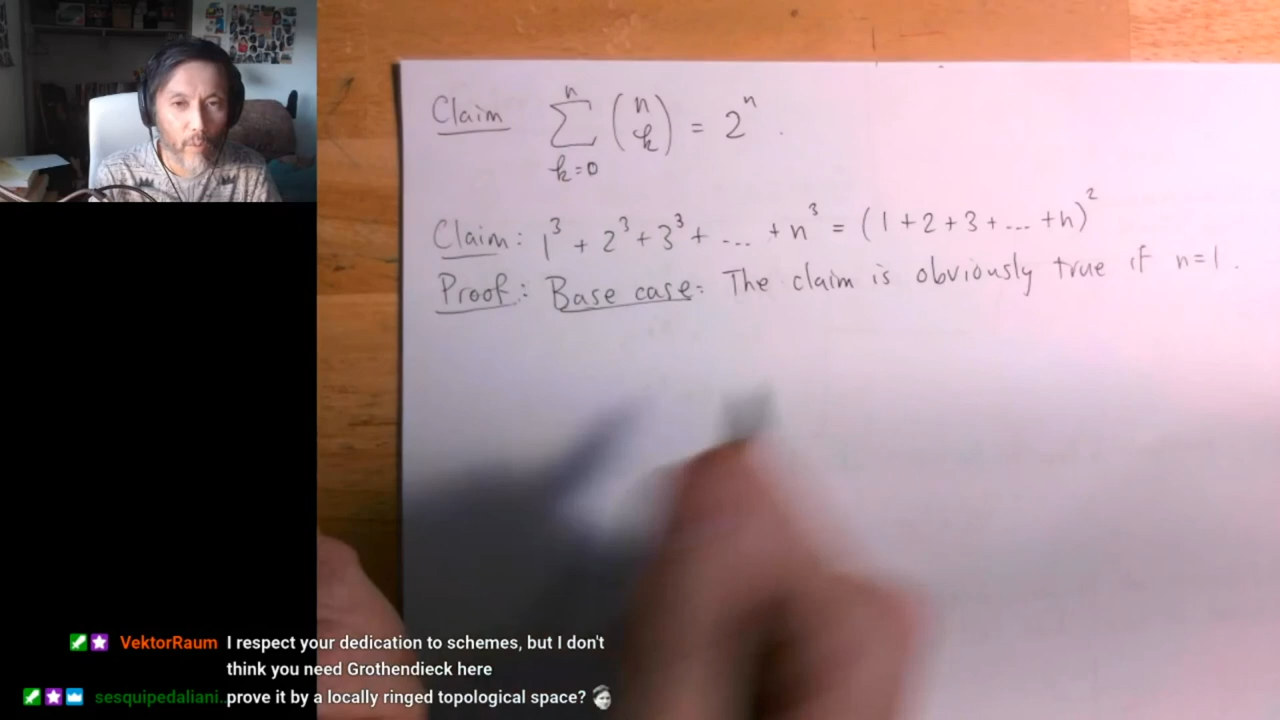 Claim n∑k=0 (n k) = 2^n .
Claim: 1^3 + 2^3 + 3^3 + ... + n^3 = (1 + 2 + 3 + ... + n)^2
Proof: Base case: The claim is obviously true if n=1.
VektorRaum I respect your dedication to schemes, but I don't
think you need Grothendieck here
sesquipedaliani.. prove it by a locally ringed topological space?